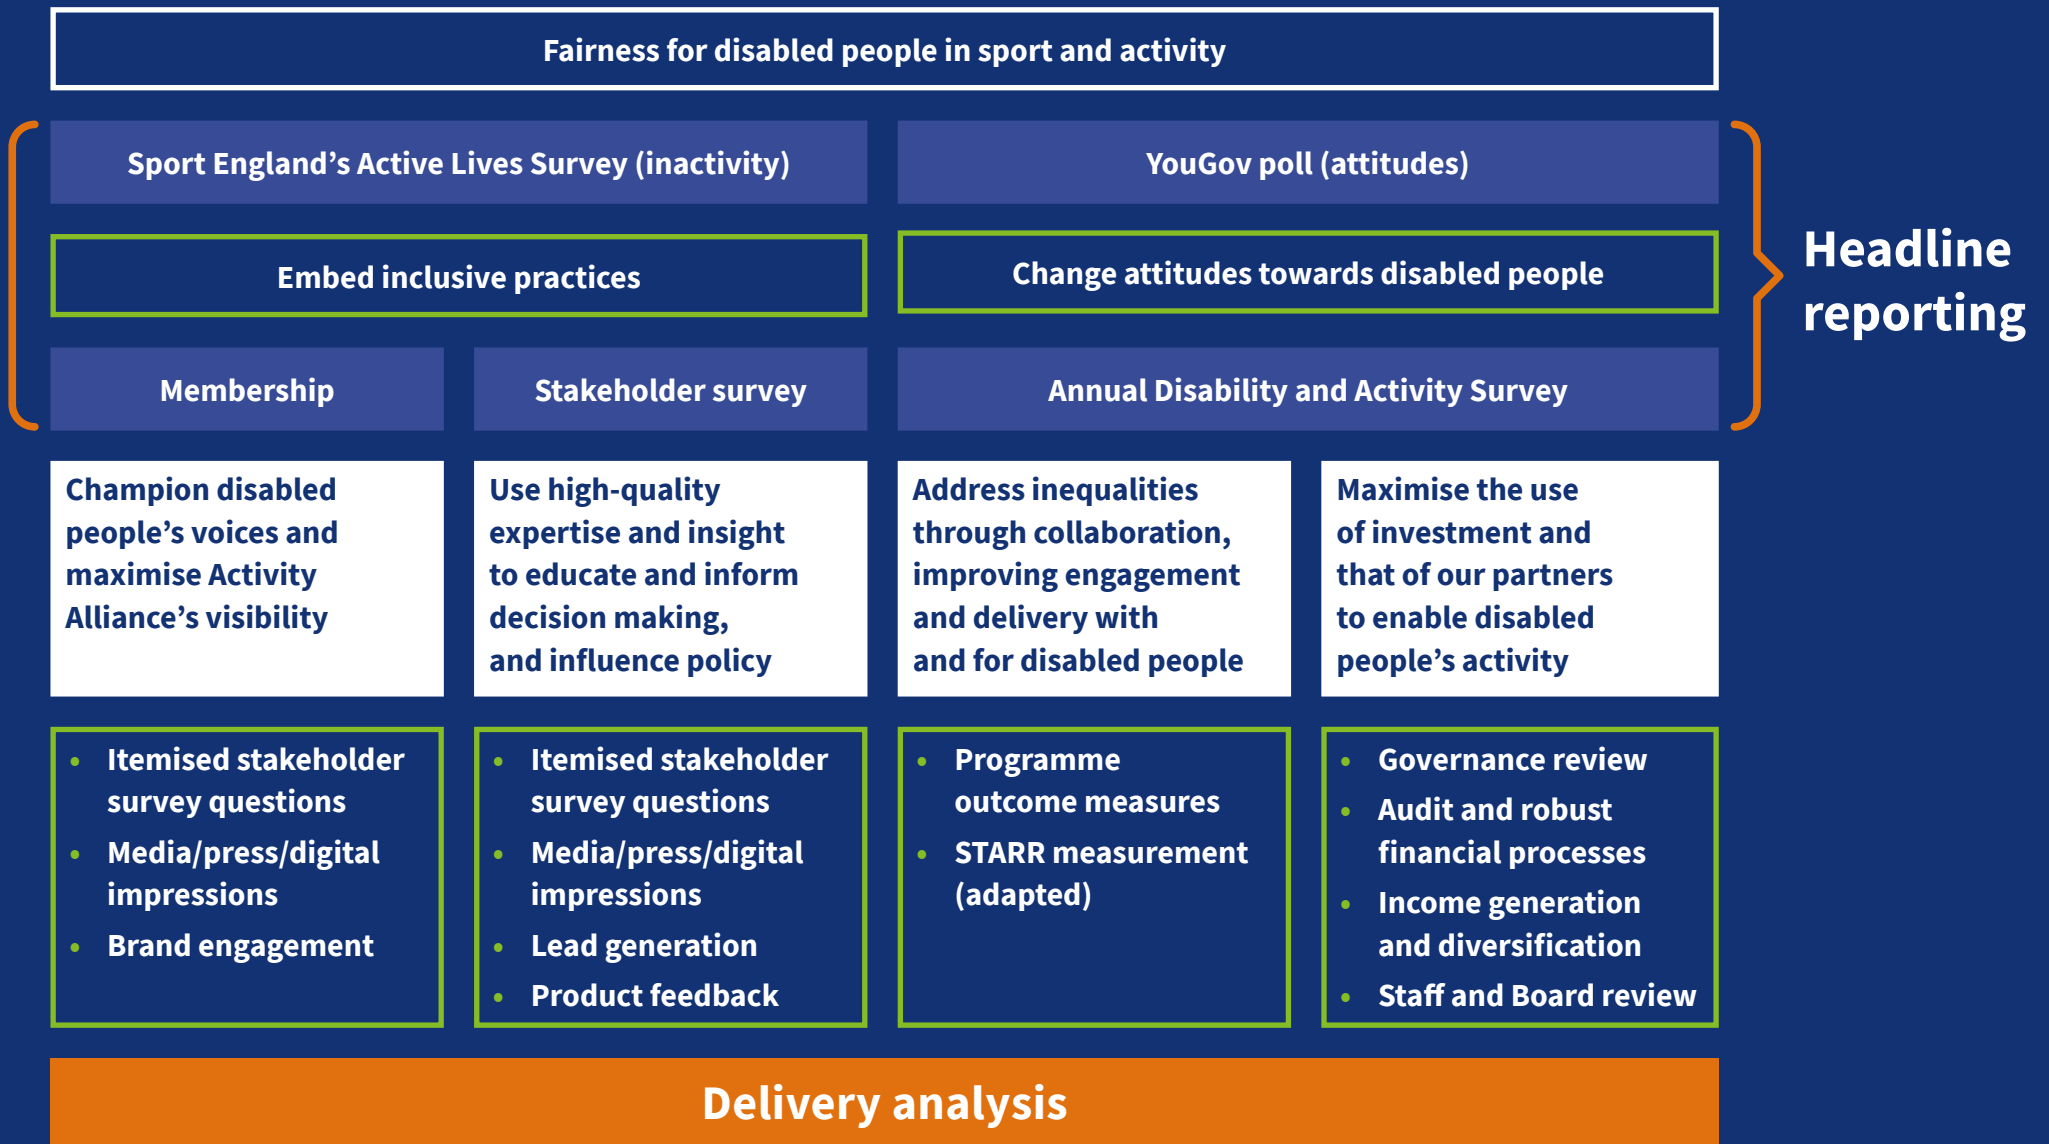 Fairness for disabled people in sport and activity
Sport England’s Active Lives Survey (inactivity)
YouGov poll (attitudes)
Embed inclusive practices
Change attitudes towards disabled people
Headline
reporting
Membership
Stakeholder survey
Annual Disability and Activity Survey
Champion disabled
people’s voices and
maximise Activity
Alliance’s visibility
Use high-quality
expertise and insight
to educate and inform
decision making,
and influence policy
Address inequalities
through collaboration,
improving engagement
and delivery with
and for disabled people
Maximise the use
of investment and
that of our partners
to enable disabled
people’s activity
• Itemised stakeholder
survey questions
• Media/press/digital
impressions
• Brand engagement
• Itemised stakeholder
survey questions
• Media/press/digital
impressions
• Lead generation
• Product feedback
• Programme
outcome measures
• STARR measurement
(adapted)
• Governance review
• Audit and robust
financial processes
• Income generation
and diversification
• Staff and Board review
Delivery analysis